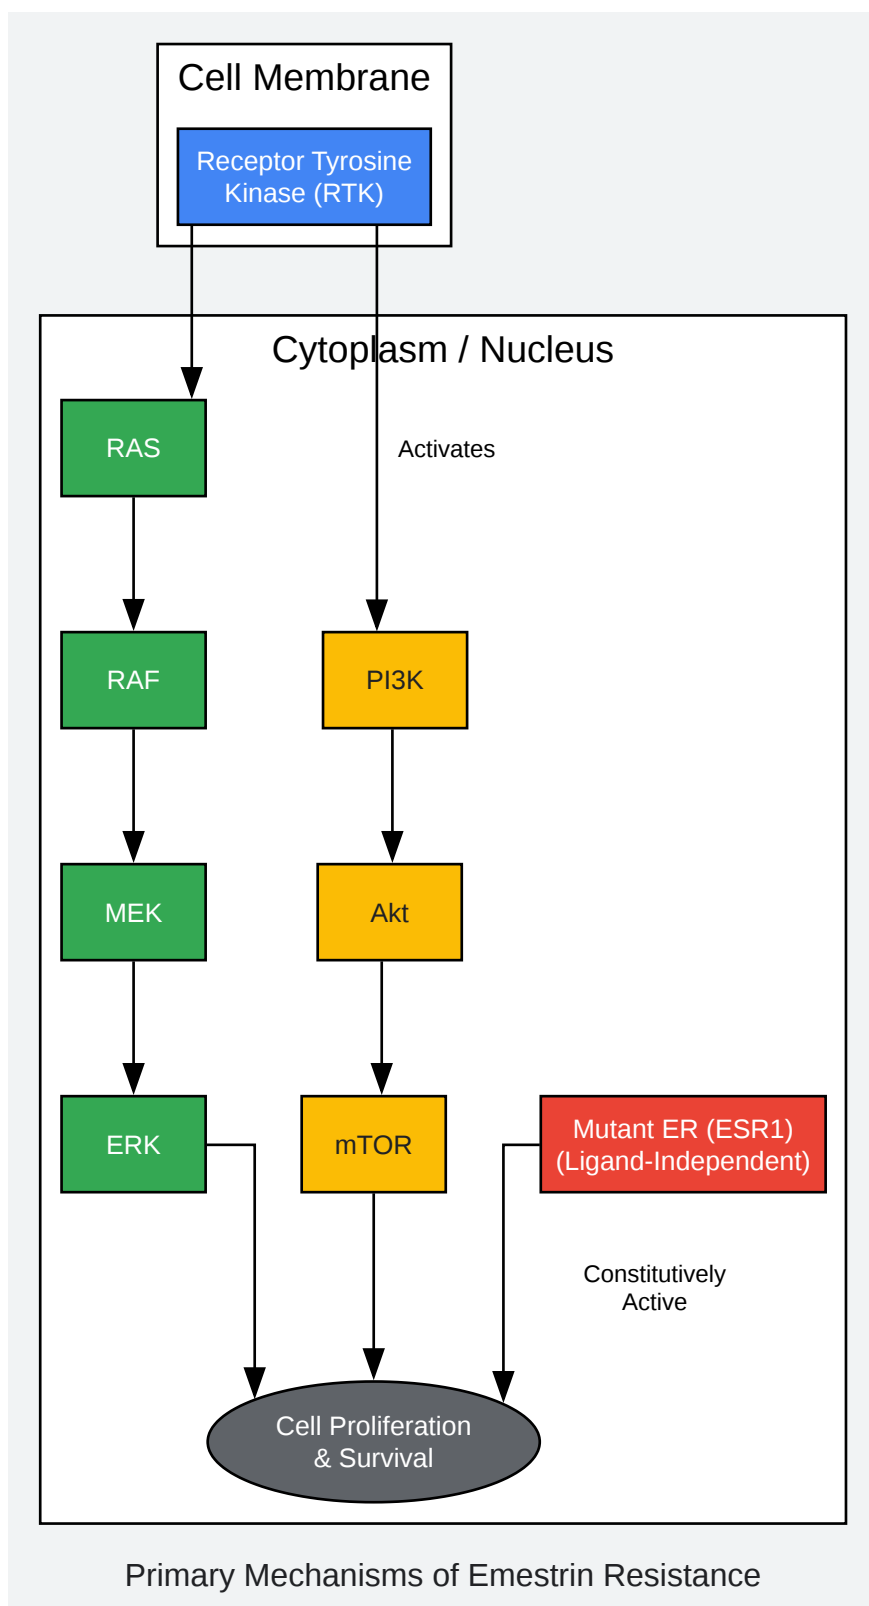 Cell Membrane
Receptor Tyrosine
Kinase (RTK)
Cytoplasm / Nucleus
RAS
Activates
RAF
PI3K
MEK
Akt
ERK
mTOR
Mutant ER (ESR1)
(Ligand-Independent)
Constitutively
Active
Cell Proliferation
& Survival
Primary Mechanisms of Emestrin Resistance